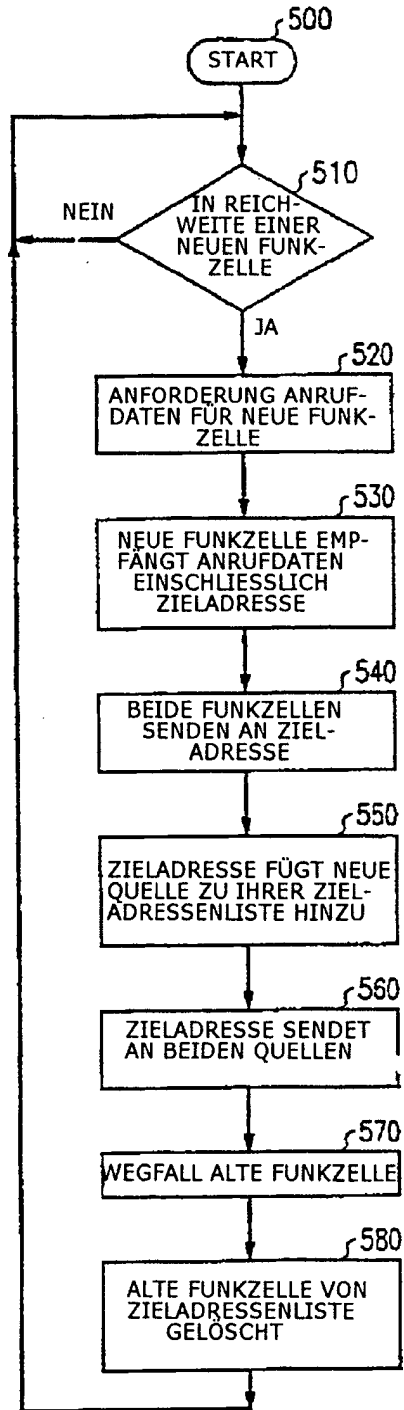 500
START
510
IN REICH-
WEITE EINER
NEUEN FUNK-
ZELLE
NEIN
JA
520
ANFORDERUNG ANRUF-
DATEN FÜR NEUE FUNK-
ZELLE
530
NEUE FUNKZELLE EMP-
FÄNGT ANRUFDATEN
EINSCHLIESSLICH
ZIELADRESSE
540
BEIDE FUNKZELLEN
SENDEN AN ZIEL-
ADRESSE
550
ZIELADRESSE FÜGT NEUE
QUELLE ZU IHRER ZIEL-
ADRESSENLISTE HINZU
560
ZIELADRESSE SENDET
AN BEIDEN QUELLEN
570
WEGFALL ALTE FUNKZELLE
580
ALTE FUNKZELLE VON
ZIELADRESSENLISTE
GELÖSCHT